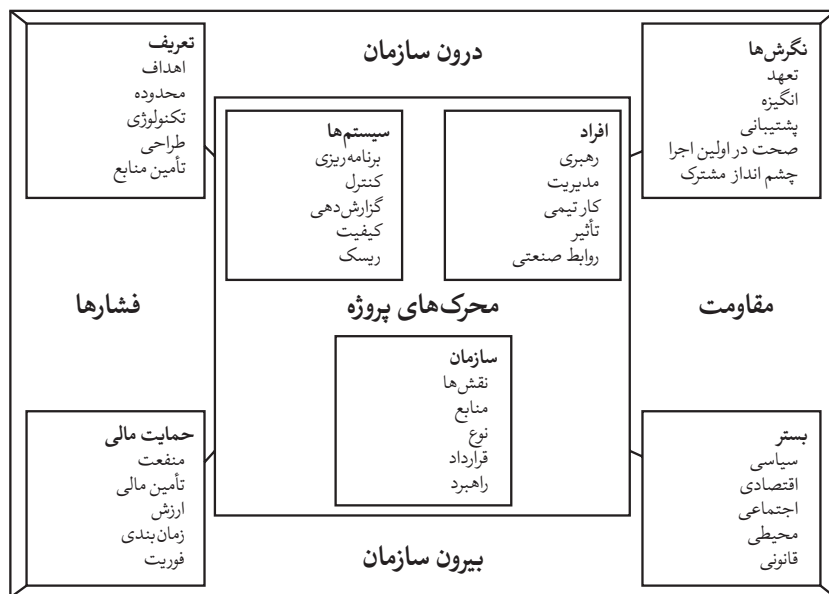 درون سازمان
نگرش‌ها
تعهد
انگیزه
پشتیبانی
صحت در اولین اجرا
چشم انداز مشترک
تعریف
اهداف
محدوده
تکنولوژی
طراحی
تأمین منابع
افراد
رهبری
مدیریت
کار تیمی
تأثیر
روابط صنعتی
سیستم‌ها
برنامه‌ریزی
کنترل
گزارش‌دهی
کیفیت
ریسک
مقاومت
محرک‌های پروژه
فشارها
سازمان
نقش‌ها
منابع
نوع
قرارداد
راهبرد
بستر
سیاسی
اقتصادی
اجتماعی
محیطی
قانونی
حمایت مالی
منفعت
تأمین مالی
ارزش
زمان‌بندی
فوریت
بیرون سازمان